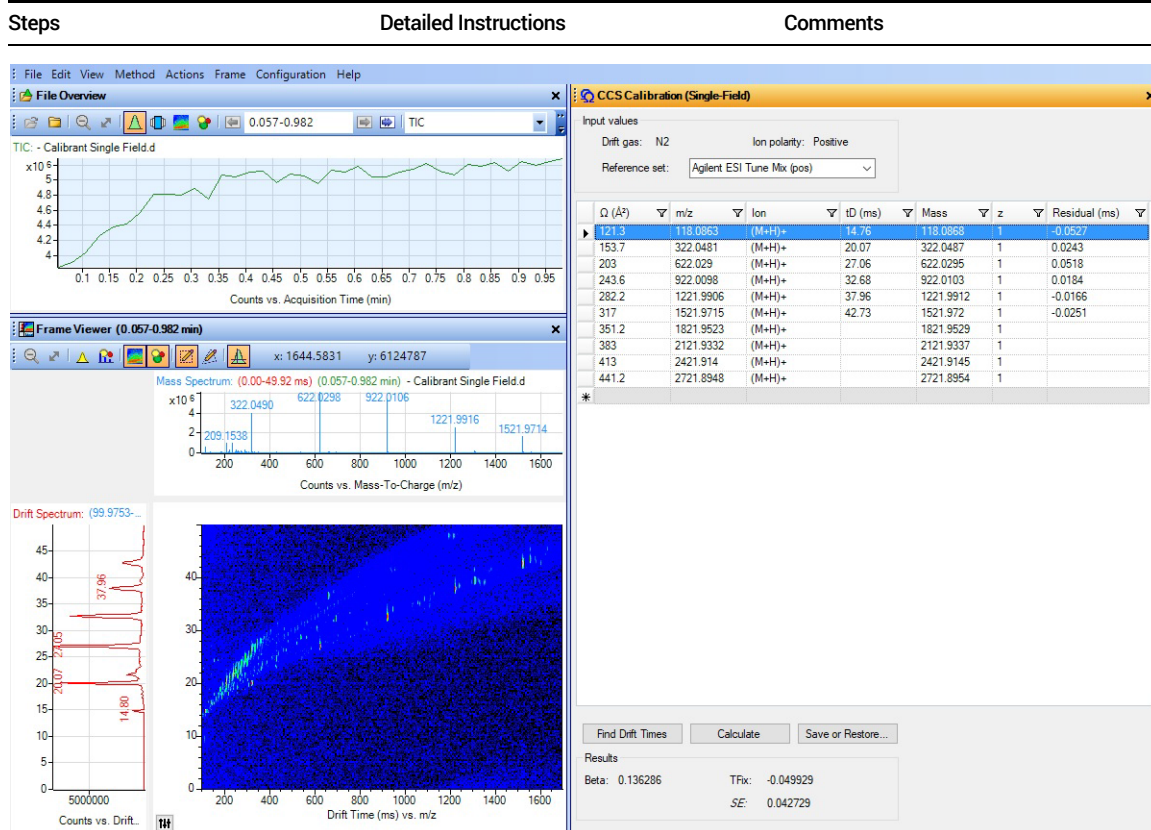 Steps Detailed Instructions Comments
File Edit View Method Actions Frame Configuration Help
File Overview
0.057-0.982 TIC
TIC: - Calibrant Single Field.d
x10 6
5
4.8
4.6
4.4
4.2
4
0.1 0.15 0.2 0.25 0.3 0.35 0.4 0.45 0.5 0.55 0.6 0.65 0.7 0.75 0.8 0.85 0.9 0.95
Counts vs. Acquisition Time (min)
Frame Viewer (0.057-0.982 min)
x: 1644.5831 y: 6124787
Mass Spectrum: (0.00-49.92 ms) (0.057-0.982 min) - Calibrant Single Field.d
x10 6
4
2
0
209.1538 322.0490 622.0298 922.0106 1221.9916 1521.9714
200 400 600 800 1000 1200 1400 1600
Counts vs. Mass-To-Charge (m/z)
Drift Spectrum: (99.9753-...
45
40
35
30
25
20
15
10
5
0
37.96
27.05
20.07
14.80
5000000
Counts vs. Drift..
40
30
20
10
0
200 400 600 800 1000 1200 1400 1600
Drift Time (ms) vs. m/z
CCS Calibration (Single-Field)
Input values
Drift gas: N2 Ion polarity: Positive
Reference set: Agilent ESI Tune Mix (pos)
Ω (Å²) m/z Ion tD (ms) Mass z Residual (ms)
121.3 118.0863 (M+H)+ 14.76 118.0868 1 -0.0527
153.7 322.0481 (M+H)+ 20.07 322.0487 1 0.0243
203 622.029 (M+H)+ 27.06 622.0295 1 0.0518
243.6 922.0098 (M+H)+ 32.68 922.0103 1 0.0184
282.2 1221.9906 (M+H)+ 37.96 1221.9912 1 -0.0166
317 1521.9715 (M+H)+ 42.73 1521.972 1 -0.0251
351.2 1821.9523 (M+H)+ 1821.9529 1
383 2121.9332 (M+H)+ 2121.9337 1
413 2421.914 (M+H)+ 2421.9145 1
441.2 2721.8948 (M+H)+ 2721.8954 1
Find Drift Times Calculate Save or Restore...
Results
Beta: 0.136286 TFix: -0.049929
SE: 0.042729